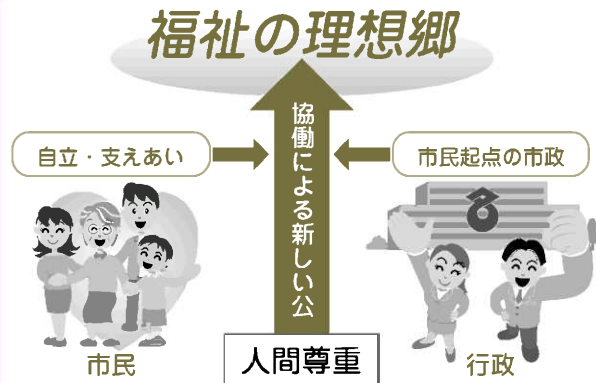 福祉の理想郷
自立・支えあい
協働による新しい公
市民起点の市政
市民
人間尊重
行政